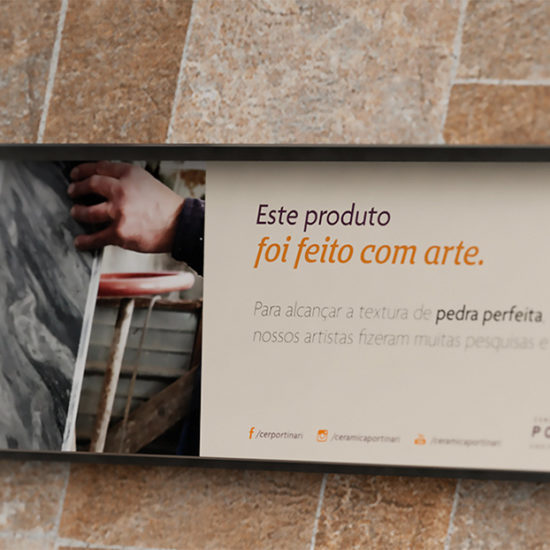 Este produto
foi feito com arte.
Para alcançar a textura de pedra perfeita
nossos artistas fizeram muitas pesquisas e
/cerportinari /ceramicaportinari /ceramicaportinari